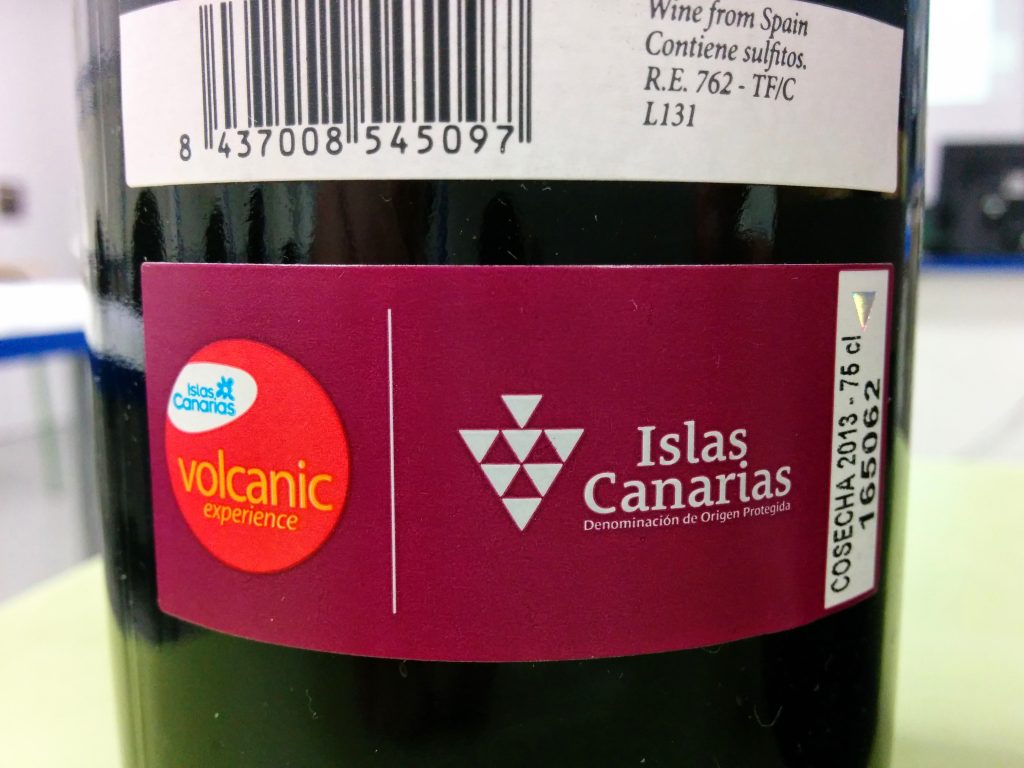 Wine from Spain
Contiene sulfitos.
R.E. 762 - TF/C
L131
8 437008 545097
Islas
Canarias
volcanic
experience
Islas
Canarias
Denominación de Origen Protegida
COSECHA 2013 - 75 cl
165062